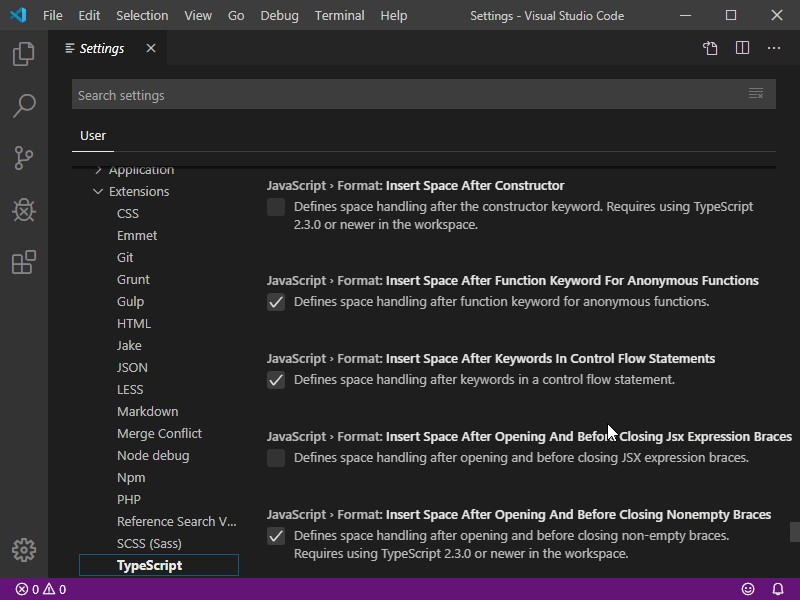 File Edit Selection View Go Debug Terminal Help Settings - Visual Studio Code
Settings
Search settings
User
Application
Extensions
CSS
Emmet
Git
Grunt
Gulp
HTML
Jake
JSON
LESS
Markdown
Merge Conflict
Node debug
Npm
PHP
Reference Search V...
SCSS (Sass)
TypeScript
JavaScript › Format: Insert Space After Constructor
Defines space handling after the constructor keyword. Requires using TypeScript
2.3.0 or newer in the workspace.
JavaScript › Format: Insert Space After Function Keyword For Anonymous Functions
Defines space handling after function keyword for anonymous functions.
JavaScript › Format: Insert Space After Keywords In Control Flow Statements
Defines space handling after keywords in a control flow statement.
JavaScript › Format: Insert Space After Opening And Before Closing Jsx Expression Braces
Defines space handling after opening and before closing JSX expression braces.
JavaScript › Format: Insert Space After Opening And Before Closing Nonempty Braces
Defines space handling after opening and before closing non-empty braces.
Requires using TypeScript 2.3.0 or newer in the workspace.
0 0